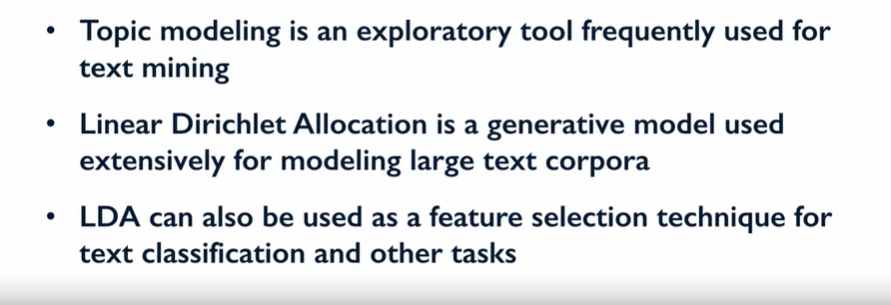 • Topic modeling is an exploratory tool frequently used for
text mining
• Linear Dirichlet Allocation is a generative model used
extensively for modeling large text corpora
• LDA can also be used as a feature selection technique for
text classification and other tasks